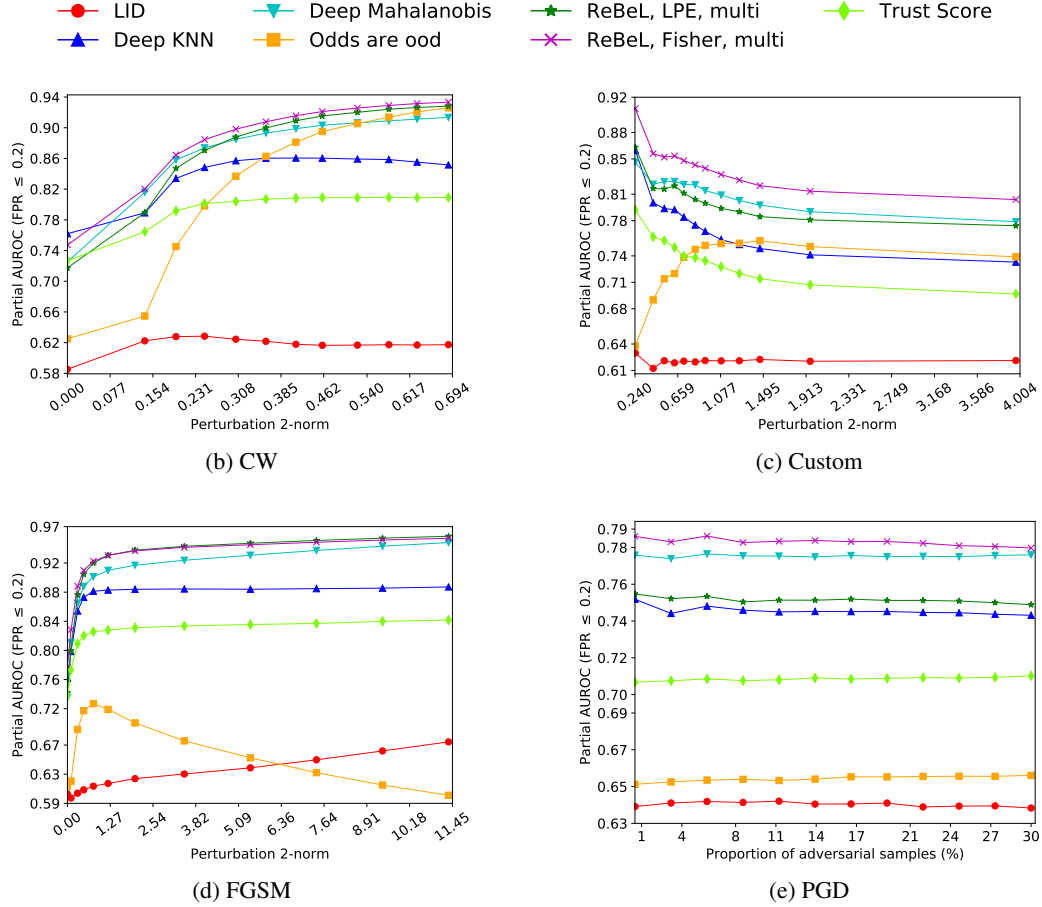 LID
Deep Mahalanobis
ReBeL, LPE, multi
Trust Score
Deep KNN
Odds are ood
ReBeL, Fisher, multi
Partial AUROC (FPR ≤ 0.2)
0.94
0.90
0.86
0.82
0.78
0.74
0.70
0.66
0.62
0.58
0.000 0.077 0.154 0.231 0.308 0.385 0.462 0.540 0.617 0.694
Perturbation 2-norm
(b) CW
Partial AUROC (FPR ≤ 0.2)
0.92
0.88
0.85
0.81
0.78
0.74
0.71
0.68
0.64
0.61
0.240 0.659 1.077 1.495 1.913 2.331 2.749 3.168 3.586 4.004
Perturbation 2-norm
(c) Custom
Partial AUROC (FPR ≤ 0.2)
0.97
0.92
0.88
0.84
0.80
0.76
0.72
0.67
0.63
0.59
0.00 1.27 2.54 3.82 5.09 6.36 7.64 8.91 10.18 11.45
Perturbation 2-norm
(d) FGSM
Partial AUROC (FPR ≤ 0.2)
0.79
0.78
0.76
0.74
0.72
0.70
0.69
0.67
0.65
0.63
1 4 8 11 14 17 21 24 27 30
Proportion of adversarial samples (%)
(e) PGD